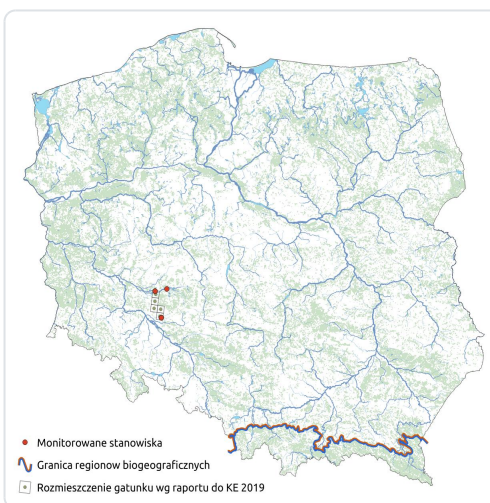 Monitorowane stanowiska
Granica regionów biogeograficznych
Rozmieszczenie gatunku wg raportu do KE 2019